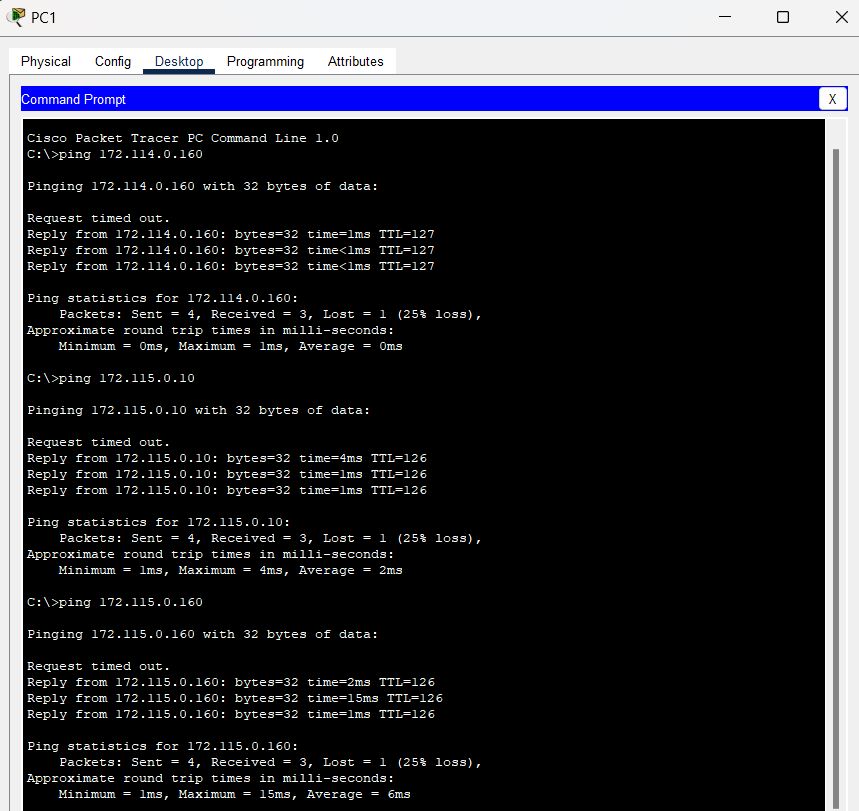 PC1
Physical Config Desktop Programming Attributes
Command Prompt
X
Cisco Packet Tracer PC Command Line 1.0
C:\>ping 172.114.0.160
Pinging 172.114.0.160 with 32 bytes of data:
Request timed out.
Reply from 172.114.0.160: bytes=32 time=1ms TTL=127
Reply from 172.114.0.160: bytes=32 time<1ms TTL=127
Reply from 172.114.0.160: bytes=32 time<1ms TTL=127
Ping statistics for 172.114.0.160:
    Packets: Sent = 4, Received = 3, Lost = 1 (25% loss),
Approximate round trip times in milli-seconds:
    Minimum = 0ms, Maximum = 1ms, Average = 0ms
C:\>ping 172.115.0.10
Pinging 172.115.0.10 with 32 bytes of data:
Request timed out.
Reply from 172.115.0.10: bytes=32 time=4ms TTL=126
Reply from 172.115.0.10: bytes=32 time=1ms TTL=126
Reply from 172.115.0.10: bytes=32 time=1ms TTL=126
Ping statistics for 172.115.0.10:
    Packets: Sent = 4, Received = 3, Lost = 1 (25% loss),
Approximate round trip times in milli-seconds:
    Minimum = 1ms, Maximum = 4ms, Average = 2ms
C:\>ping 172.115.0.160
Pinging 172.115.0.160 with 32 bytes of data:
Request timed out.
Reply from 172.115.0.160: bytes=32 time=2ms TTL=126
Reply from 172.115.0.160: bytes=32 time=15ms TTL=126
Reply from 172.115.0.160: bytes=32 time=1ms TTL=126
Ping statistics for 172.115.0.160:
    Packets: Sent = 4, Received = 3, Lost = 1 (25% loss),
Approximate round trip times in milli-seconds:
    Minimum = 1ms, Maximum = 15ms, Average = 6ms